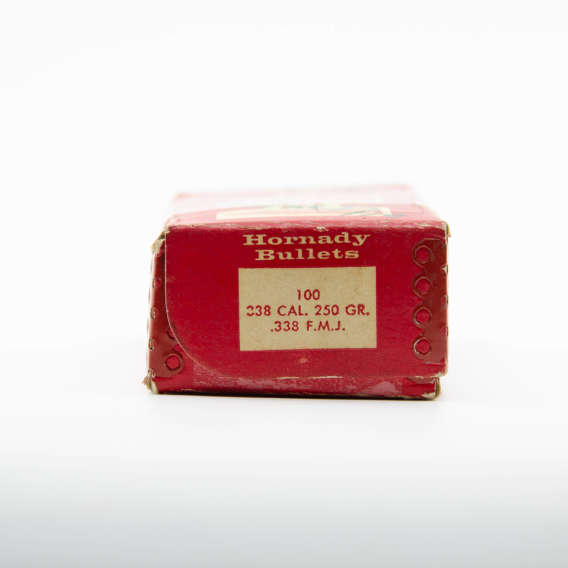 Hornady
Bullets
100
338 CAL. 250 GR.
.338 F.M.J.